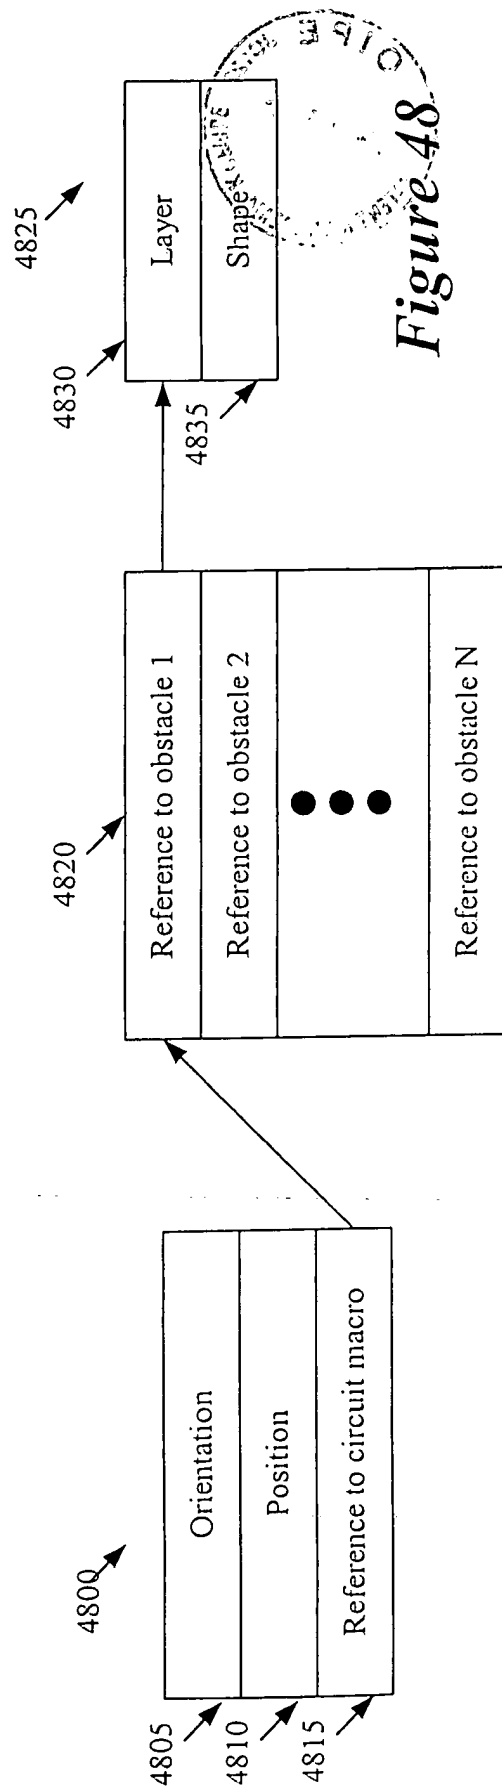 4800
4805
Orientation
4810
Position
4815
Reference to circuit macro
4820
Reference to obstacle 1
Reference to obstacle 2
Reference to obstacle N
4825
4830
Layer
4835
Shape
Figure 48